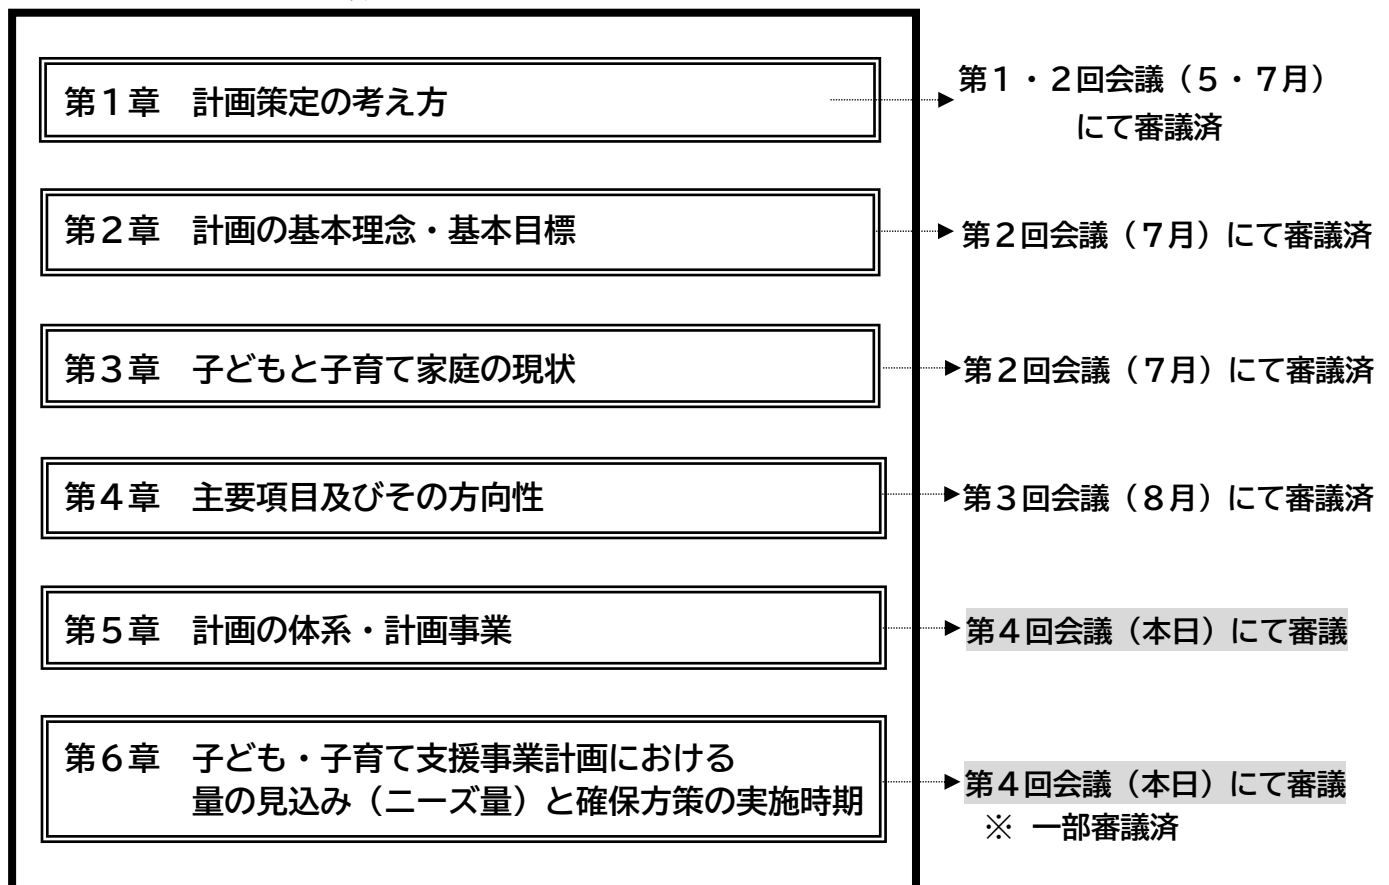 第1章　計画策定の考え方
第1・2回会議（5・7月）
にて審議済
第2章　計画の基本理念・基本目標
第2回会議（7月）にて審議済
第3章　子どもと子育て家庭の現状
第2回会議（7月）にて審議済
第4章　主要項目及びその方向性
第3回会議（8月）にて審議済
第5章　計画の体系・計画事業
第4回会議（本日）にて審議
第6章　子ども・子育て支援事業計画における
量の見込み（ニーズ量）と確保方策の実施時期
第4回会議（本日）にて審議
※　一部審議済